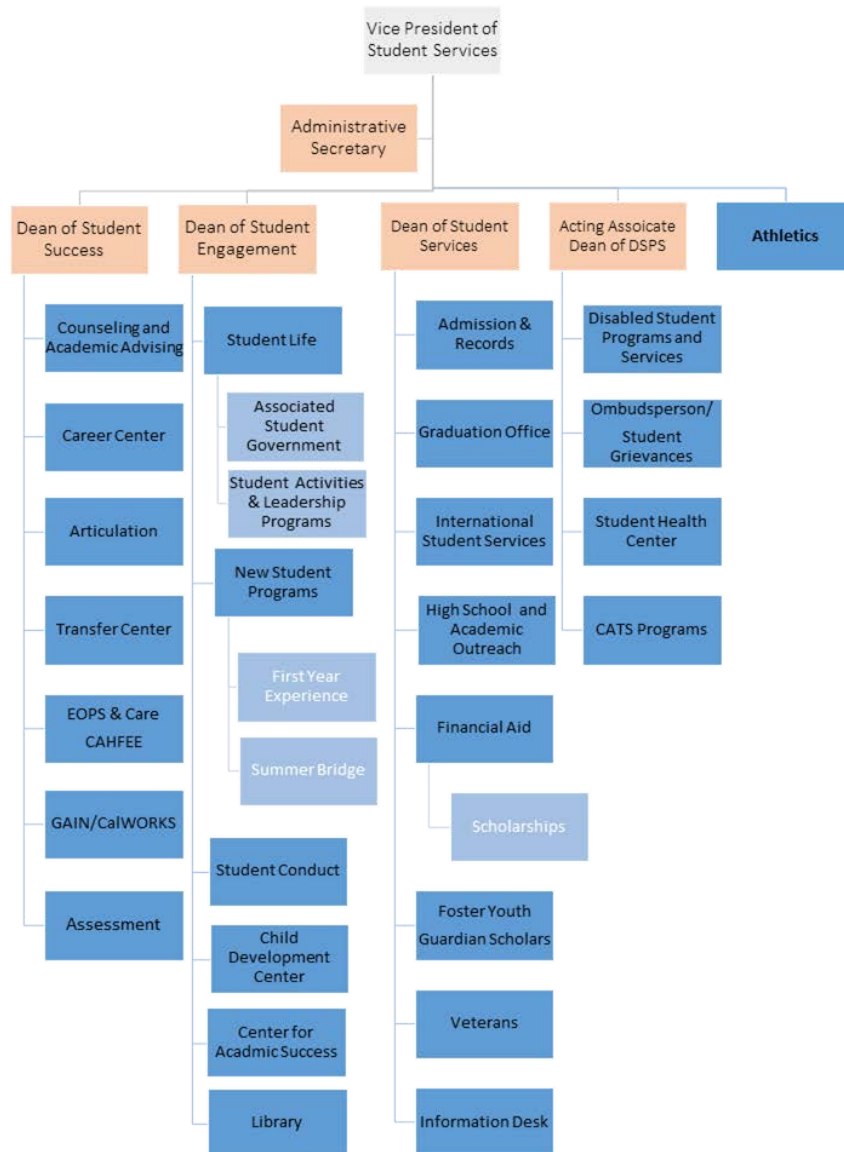 Vice President of
Student Services
Administrative
Secretary
Dean of Student
Success
Dean of Student
Engagement
Dean of Student
Services
Acting Assoicate
Dean of DSPS
Athletics
Counseling and
Academic Advising
Career Center
Articulation
Transfer Center
EOPS & Care
CAHFEE
GAIN/CalWORKS
Assessment
Student Life
Associated
Student
Government
Student Activities
& Leadership
Programs
New Student
Programs
First Year
Experience
Summer Bridge
Student Conduct
Child
Development
Center
Center for
Acadmic Success
Library
Admission &
Records
Graduation Office
International
Student Services
High School and
Academic
Outreach
Financial Aid
Scholarships
Foster Youth
Guardian Scholars
Veterans
Information Desk
Disabled Student
Programs and
Services
Ombudsperson/
Student
Grievances
Student Health
Center
CATS Programs